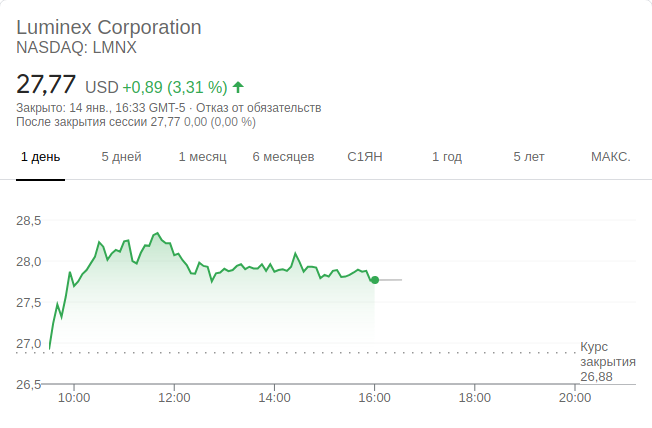 Luminex Corporation
NASDAQ: LMNX
27,77 USD +0,89 (3,31 %)
Закрыто: 14 янв., 16:33 GMT-5 · Отказ от обязательств
После закрытия сессии 27,77 0,00 (0,00 %)
1 день 5 дней 1 месяц 6 месяцев С1ЯН 1 год 5 лет МАКС.
28,5
28,0
27,5
27,0
Курс
закрытия
26,88
26,5
10:00 12:00 14:00 16:00 18:00 20:00